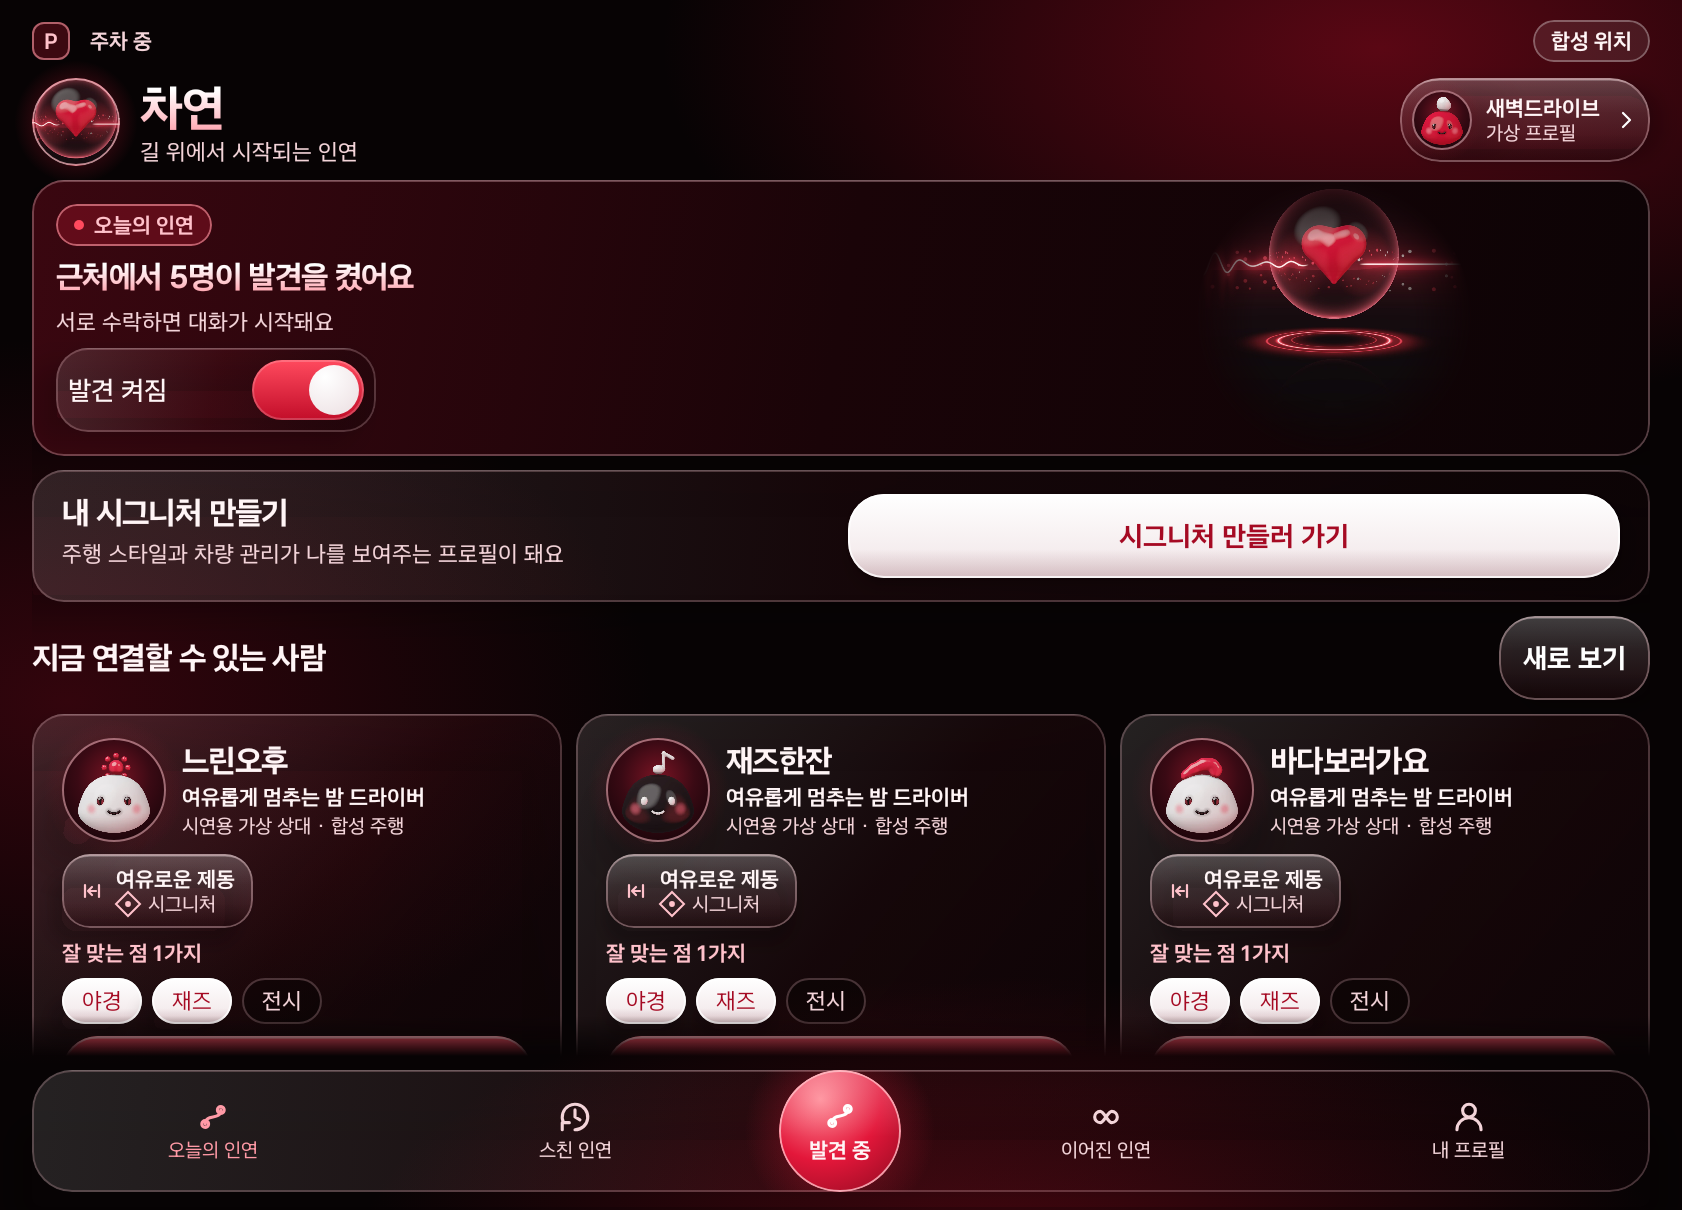 P 주차 중
합성 위치
차연
길 위에서 시작되는 인연
새벽드라이브
가상 프로필
오늘의 인연
근처에서 5명이 발견을 켰어요
서로 수락하면 대화가 시작돼요
발견 켜짐
내 시그니처 만들기
주행 스타일과 차량 관리가 나를 보여주는 프로필이 돼요
시그니처 만들러 가기
지금 연결할 수 있는 사람
새로 보기
느린오후
여유롭게 멈추는 밤 드라이버
시연용 가상 상대 · 합성 주행
여유로운 제동
시그니처
잘 맞는 점 1가지
야경 재즈 전시
재즈한잔
여유롭게 멈추는 밤 드라이버
시연용 가상 상대 · 합성 주행
여유로운 제동
시그니처
잘 맞는 점 1가지
야경 재즈 전시
바다보러가요
여유롭게 멈추는 밤 드라이버
시연용 가상 상대 · 합성 주행
여유로운 제동
시그니처
잘 맞는 점 1가지
야경 재즈 전시
오늘의 인연
스친 인연
발견 중
이어진 인연
내 프로필